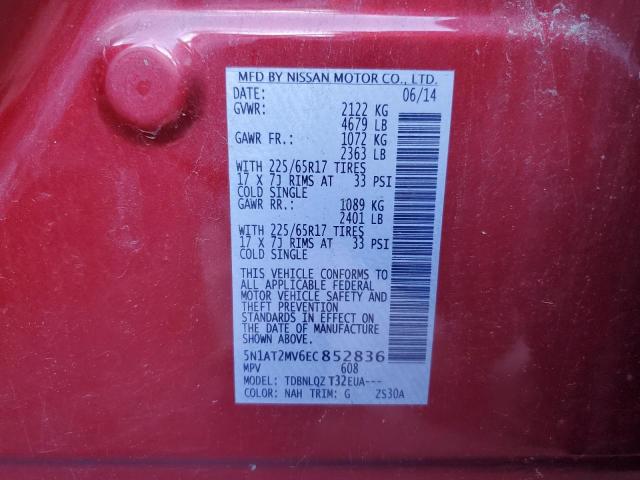 MFD BY NISSAN MOTOR CO., LTD.
DATE: 06/14
GVWR: 2122 KG
4679 LB
GAWR FR.: 1072 KG
2363 LB
WITH 225/65R17 TIRES
17 X 7J RIMS AT 33 PSI
COLD SINGLE
GAWR RR.: 1089 KG
2401 LB
WITH 225/65R17 TIRES
17 X 7J RIMS AT 33 PSI
COLD SINGLE
THIS VEHICLE CONFORMS TO
ALL APPLICABLE FEDERAL
MOTOR VEHICLE SAFETY AND
THEFT PREVENTION
STANDARDS IN EFFECT ON
THE DATE OF MANUFACTURE
SHOWN ABOVE.
5N1AT2MV6EC852836
MPV 608
MODEL: TDBNLQZ T32EUA---
COLOR: NAH TRIM: G ZS30A